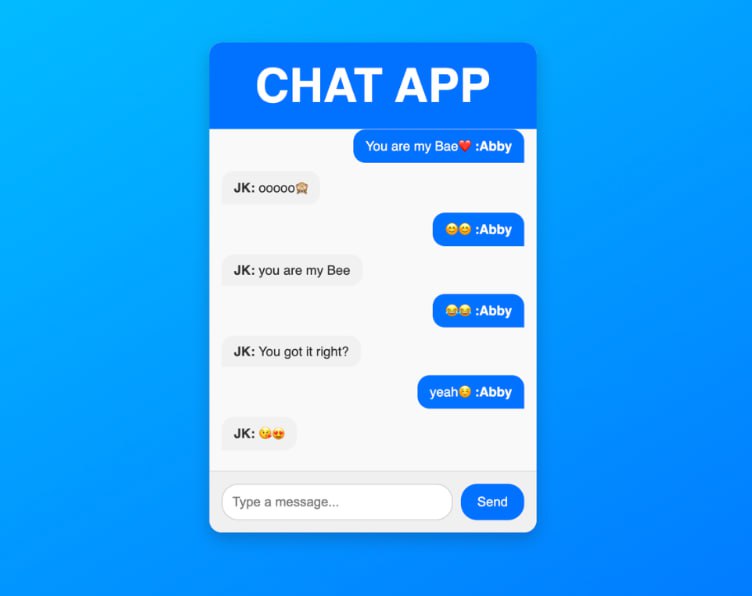 CHAT APP
You are my Bae❤️ :Abby
JK: ooooo🙈
😊😊 :Abby
JK: you are my Bee
😂😂 :Abby
JK: You got it right?
yeah☺️ :Abby
JK: 😘😍
Type a message...
Send